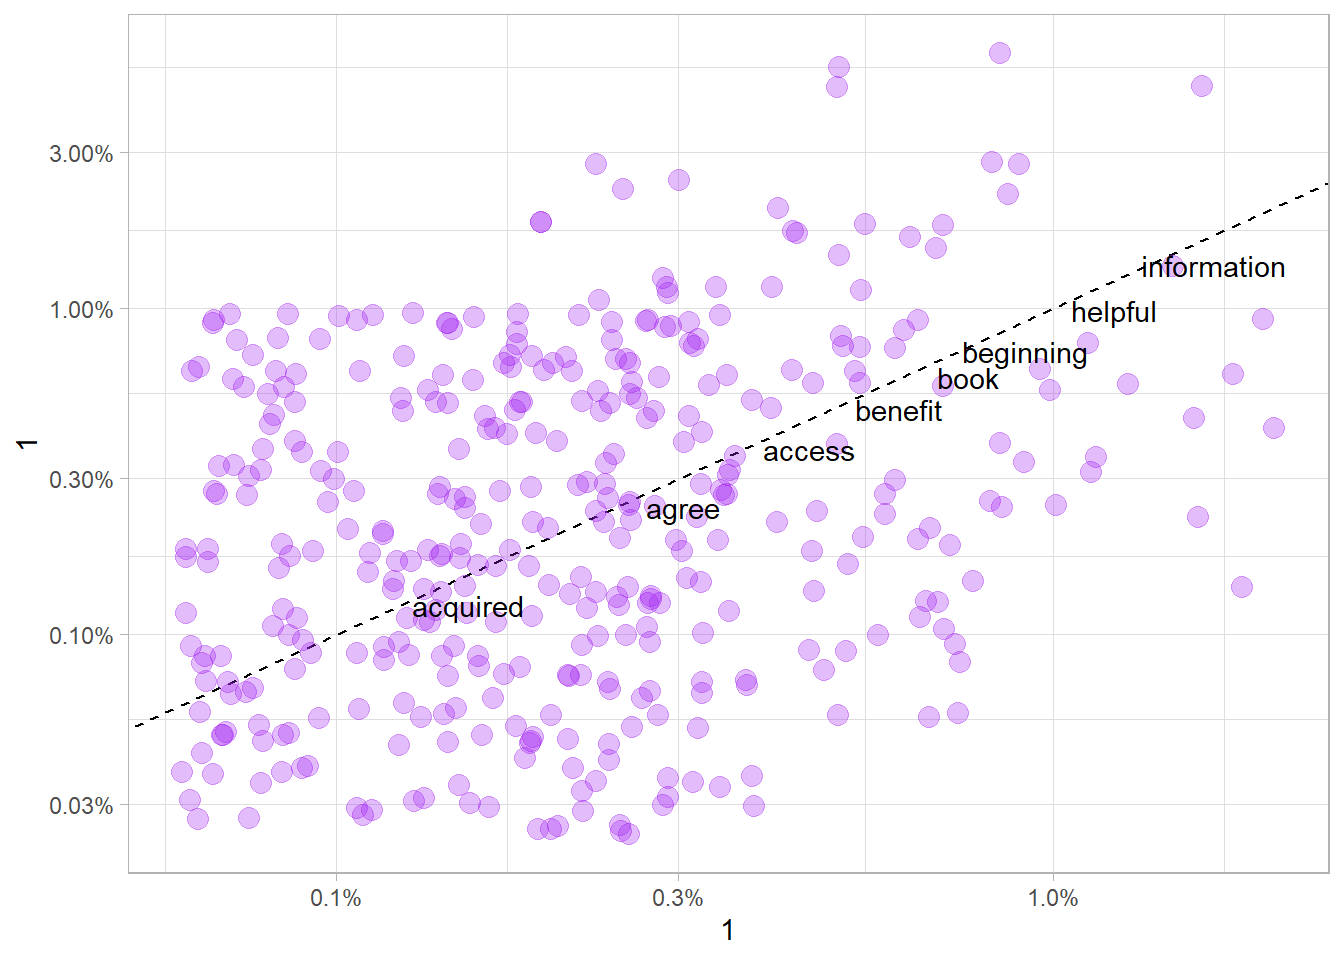 3.00%
1.00%
0.30%
0.10%
0.03%
1
information
helpful
beginning
book
benefit
access
agree
acquired
0.1%
0.3%
1.0%
1